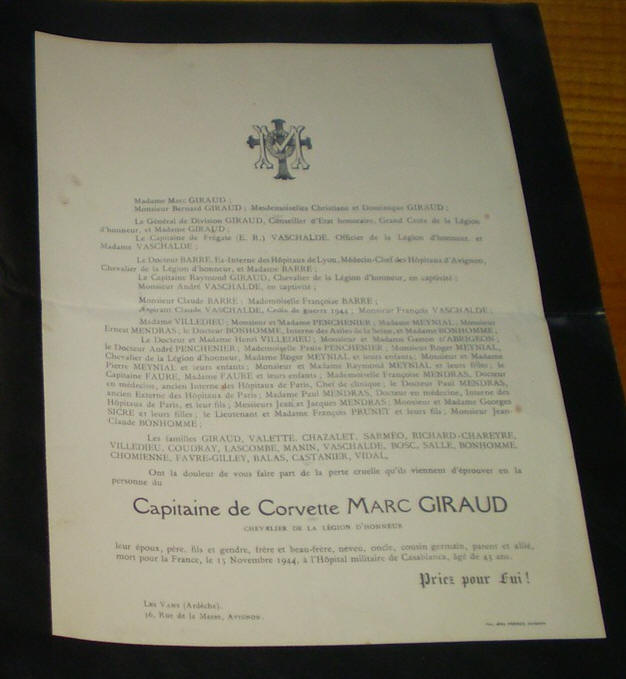 M
Madame Marc GIRAUD ;
Monsieur Bernard GIRAUD ; Mesdemoiselles Christiane et Dominique GIRAUD ;
Le Général de Division GIRAUD, Conseiller d'Etat honoraire, Grand Croix de la Légion
d'honneur, et Madame GIRAUD ;
Le Capitaine de Frégate (E. R.) VASCHALDE, Officier de la Légion d'honneur, et
Madame VASCHALDE ;
Le Docteur BARRE, Ex-Interne des Hôpitaux de Lyon, Médecin-Chef des Hôpitaux d'Avignon,
Chevalier de la Légion d'honneur, et Madame BARRE ;
Le Capitaine Raymond GIRAUD, Chevalier de la Légion d'honneur, en captivité ;
Monsieur André VASCHALDE, en captivité ;
Monsieur Claude BARRE ; Mademoiselle Françoise BARRE ;
Aspirant Claude VASCHALDE, Croix de guerre 1944 ; Monsieur François VASCHALDE ;
Madame VILLEDIEU ; Monsieur et Madame PENCHENIER ; Madame MEYNIAL ; Monsieur
Ernest MENDRAS ; le Docteur BONHOMME, Interne des Asiles de la Seine, et Madame BONHOMME ;
Le Docteur et Madame Henri VILLEDIEU ; Monsieur et Madame Gaston D'ABRIGEON ;
le Docteur André PENCHENIER ; Mademoiselle Paule PENCHENIER ; Monsieur Roger MEYNIAL,
Chevalier de la Légion d'honneur, Madame Roger MEYNIAL et leurs enfants ; Monsieur et Madame
Pierre MEYNIAL et leurs enfants ; Monsieur et Madame Raymond MEYNIAL et leurs filles ; le
Capitaine FAURE, Madame FAURE et leurs enfants ; Mademoiselle Françoise MENDRAS, Docteur
en médecine, ancien Interne des Hôpitaux de Paris, Chef de clinique ; le Docteur Paul MENDRAS,
ancien Externe des Hôpitaux de Paris ; Madame Paul MENDRAS, Docteur en médecine, Interne des
Hôpitaux de Paris, et leur fils ; Messieurs Jean et Jacques MENDRAS ; Monsieur et Madame Georges
SICRE et leurs filles ; le Lieutenant et Madame François PRUNET et leurs fils ; Monsieur Jean-
Claude BONHOMME ;
Les familles GIRAUD, VALETTE, CHAZALET, SARMÉO, RICHARD-CHAREYRE,
VILLEDIEU, COUDRAY, LASCOMBE, MANIN, VASCHALDE, BOSC, SALLE, BONHOMME,
CHOMIENNE, FAVRE-GILLEY, BALAS, CASTANIER, VIDAL,
Ont la douleur de vous faire part de la perte cruelle qu'ils viennent d'éprouver en la
personne du
Capitaine de Corvette MARC GIRAUD
CHEVALIER DE LA LÉGION D'HONNEUR
leur époux, père, fils et gendre, frère et beau-frère, neveu, oncle, cousin germain, parent et allié,
mort pour la France, le 15 Novembre 1944, à l'Hôpital militaire de Casablanca, âgé de 43 ans.
Priez pour Lui !
LES VANS (Ardèche).
16, Rue de la Masse, AVIGNON.